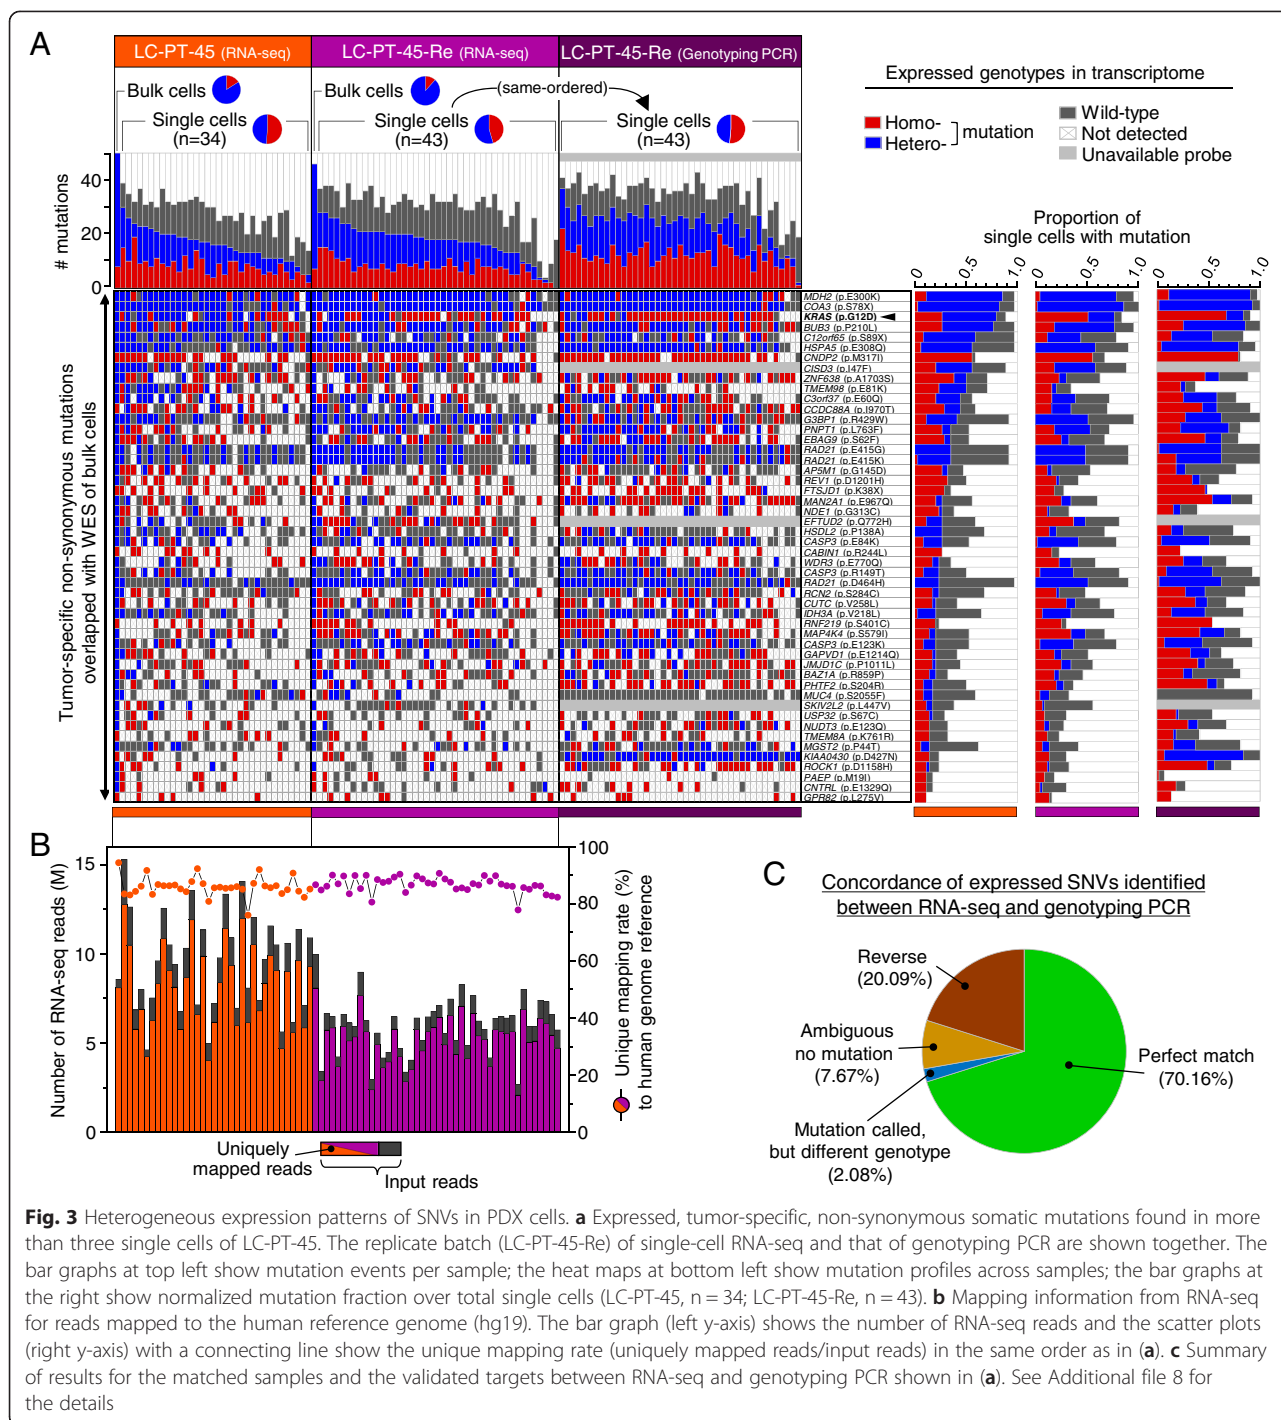 A
LC-PT-45 (RNA-seq)
LC-PT-45-Re (RNA-seq)
LC-PT-45-Re (Genotyping PCR)
Bulk cells
Single cells
(n=34)
Bulk cells
Single cells
(n=43)
(same-ordered)
Single cells
(n=43)
Expressed genotypes in transcriptome
Homo-
Hetero-
mutation
Wild-type
Not detected
Unavailable probe
# mutations
40
20
0
Proportion of
single cells with mutation
0 0.5 1.0
0 0.5 1.0
0 0.5 1.0
Tumor-specific non-synonymous mutations
overlapped with WES of bulk cells
MDH2 (p.E300K)
COA3 (p.S78X)
KRAS (p.G12D)
BUB3 (p.P210L)
C12orf65 (p.S89X)
HSPA5 (p.E308Q)
CNDP2 (p.M317I)
CISD3 (p.I47F)
ZNF638 (p.A1703S)
TMEM98 (p.E81K)
C3orf37 (p.E60Q)
CCDC88A (p.I970T)
G3BP1 (p.R429W)
PNPT1 (p.L763F)
EBAG9 (p.S62F)
RAD21 (p.E415G)
RAD21 (p.E415K)
AP5M1 (p.G145D)
REV1 (p.D1201H)
FTSJD1 (p.K38X)
MAN2A1 (p.E967Q)
NDE1 (p.G313C)
EFTUD2 (p.Q772H)
HSDL2 (p.P138A)
CASP3 (p.E84K)
CABIN1 (p.R244L)
WDR3 (p.E770Q)
CASP3 (p.R149T)
RAD21 (p.D464H)
RCN2 (p.S284C)
CUTC (p.V258L)
IDH3A (p.V218L)
RNF219 (p.S401C)
MAP4K4 (p.S579I)
CASP3 (p.E123K)
GAPVD1 (p.E1214Q)
JMJD1C (p.P1011L)
BAZ1A (p.R859P)
PHTF2 (p.S204R)
MUC4 (p.S2055F)
SKIV2L2 (p.L447V)
USP32 (p.S67C)
NUDT3 (p.E123Q)
TMEM8A (p.K761R)
MGST2 (p.P44T)
KIAA0430 (p.D427N)
ROCK1 (p.D1158H)
PAEP (p.M19I)
CNTRL (p.E1329Q)
GPR82 (p.L275V)
B
Number of RNA-seq reads (M)
15
10
5
0
100
80
60
40
20
0
Unique mapping rate (%)
to human genome reference
Uniquely
mapped reads
Input reads
C
Concordance of expressed SNVs identified
between RNA-seq and genotyping PCR
Reverse
(20.09%)
Ambiguous
no mutation
(7.67%)
Mutation called,
but different genotype
(2.08%)
Perfect match
(70.16%)
Fig. 3 Heterogeneous expression patterns of SNVs in PDX cells. a Expressed, tumor-specific, non-synonymous somatic mutations found in more
than three single cells of LC-PT-45. The replicate batch (LC-PT-45-Re) of single-cell RNA-seq and that of genotyping PCR are shown together. The
bar graphs at top left show mutation events per sample; the heat maps at bottom left show mutation profiles across samples; the bar graphs at
the right show normalized mutation fraction over total single cells (LC-PT-45, n = 34; LC-PT-45-Re, n = 43). b Mapping information from RNA-seq
for reads mapped to the human reference genome (hg19). The bar graph (left y-axis) shows the number of RNA-seq reads and the scatter plots
(right y-axis) with a connecting line show the unique mapping rate (uniquely mapped reads/input reads) in the same order as in (a). c Summary
of results for the matched samples and the validated targets between RNA-seq and genotyping PCR shown in (a). See Additional file 8 for
the details